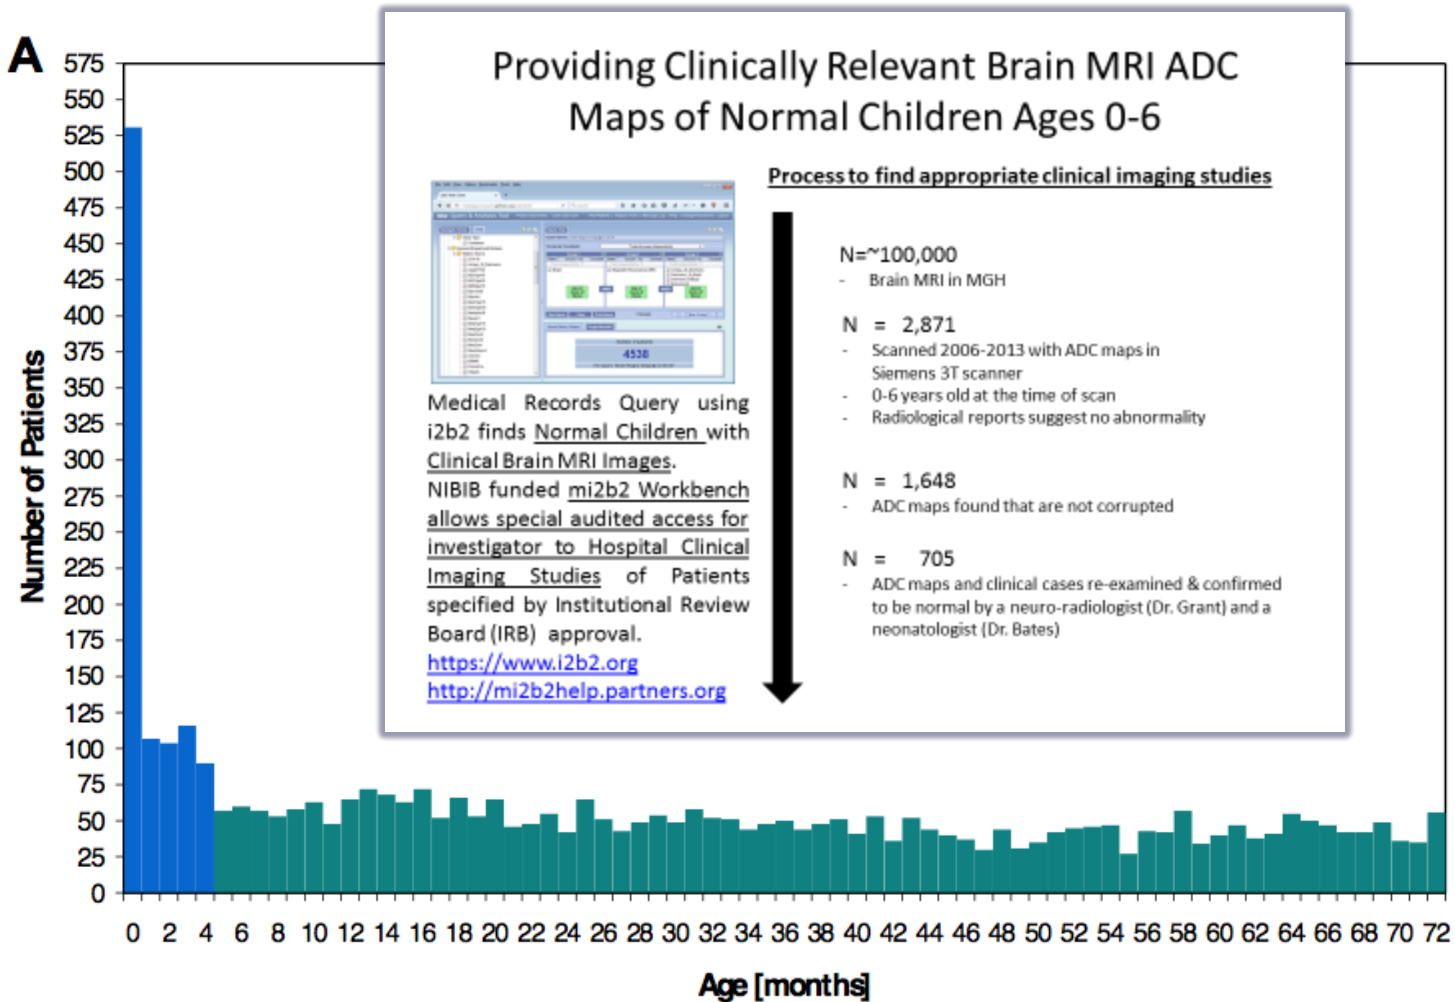 A
Providing Clinically Relevant Brain MRI ADC
Maps of Normal Children Ages 0-6
Process to find appropriate clinical imaging studies
4538
Medical Records Query using
i2b2 finds Normal Children with
Clinical Brain MRI Images.
NIBIB funded mi2b2 Workbench
allows special audited access for
investigator to Hospital Clinical
Imaging Studies of Patients
specified by Institutional Review
Board (IRB) approval.
https://www.i2b2.org
http://mi2b2help.partners.org
N=~100,000
- Brain MRI in MGH
N = 2,871
- Scanned 2006-2013 with ADC maps in
Siemens 3T scanner
- 0-6 years old at the time of scan
- Radiological reports suggest no abnormality
N = 1,648
- ADC maps found that are not corrupted
N = 705
- ADC maps and clinical cases re-examined & confirmed
to be normal by a neuro-radiologist (Dr. Grant) and a
neonatologist (Dr. Bates)
Number of Patients
575
550
525
500
475
450
425
400
375
350
325
300
275
250
225
200
175
150
125
100
75
50
25
0
0 2 4 6 8 10 12 14 16 18 20 22 24 26 28 30 32 34 36 38 40 42 44 46 48 50 52 54 56 58 60 62 64 66 68 70 72
Age [months]